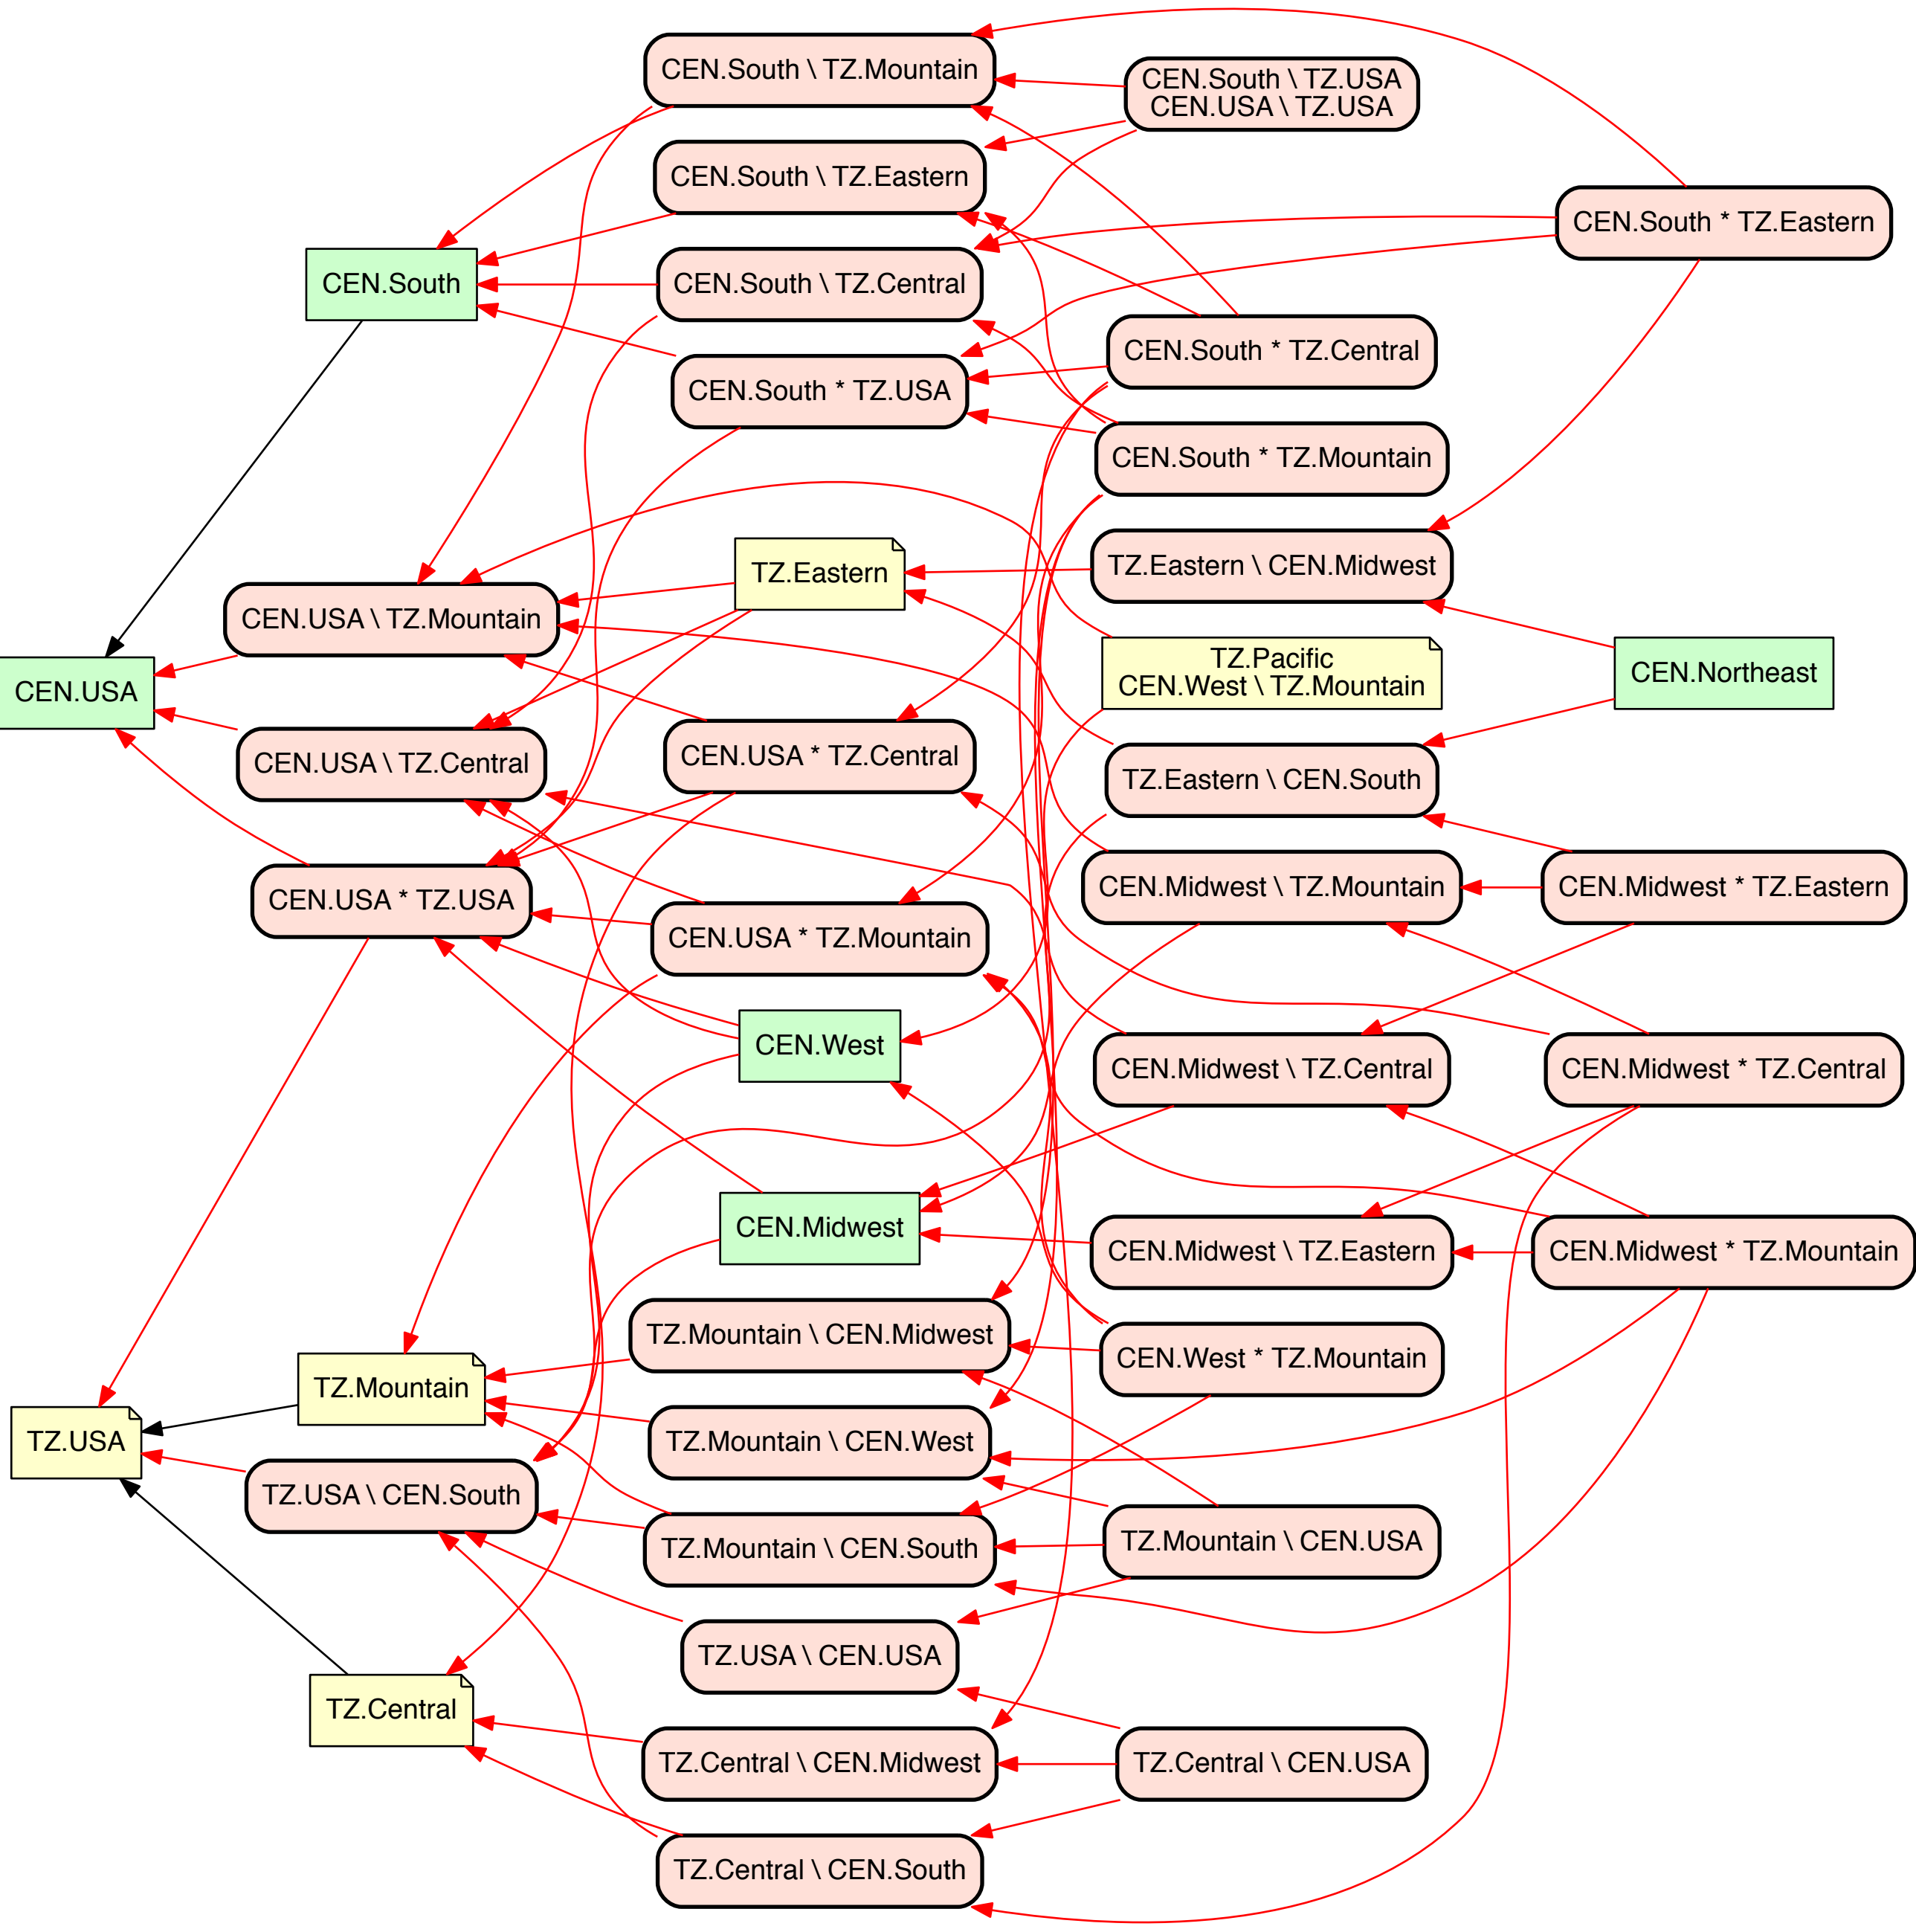 CEN.South \ TZ.Mountain
CEN.South \ TZ.USA
CEN.USA \ TZ.USA
CEN.South \ TZ.Eastern
CEN.South * TZ.Eastern
CEN.South
CEN.South \ TZ.Central
CEN.South * TZ.Central
CEN.South * TZ.USA
CEN.South * TZ.Mountain
TZ.Eastern
TZ.Eastern \ CEN.Midwest
CEN.USA \ TZ.Mountain
TZ.Pacific
CEN.West \ TZ.Mountain
CEN.Northeast
CEN.USA
CEN.USA \ TZ.Central
CEN.USA * TZ.Central
TZ.Eastern \ CEN.South
CEN.USA * TZ.USA
CEN.Midwest \ TZ.Mountain
CEN.Midwest * TZ.Eastern
CEN.USA * TZ.Mountain
CEN.West
CEN.Midwest \ TZ.Central
CEN.Midwest * TZ.Central
CEN.Midwest
CEN.Midwest \ TZ.Eastern
CEN.Midwest * TZ.Mountain
TZ.Mountain \ CEN.Midwest
CEN.West * TZ.Mountain
TZ.Mountain
TZ.USA
TZ.Mountain \ CEN.West
TZ.USA \ CEN.South
TZ.Mountain \ CEN.South
TZ.Mountain \ CEN.USA
TZ.USA \ CEN.USA
TZ.Central
TZ.Central \ CEN.Midwest
TZ.Central \ CEN.USA
TZ.Central \ CEN.South